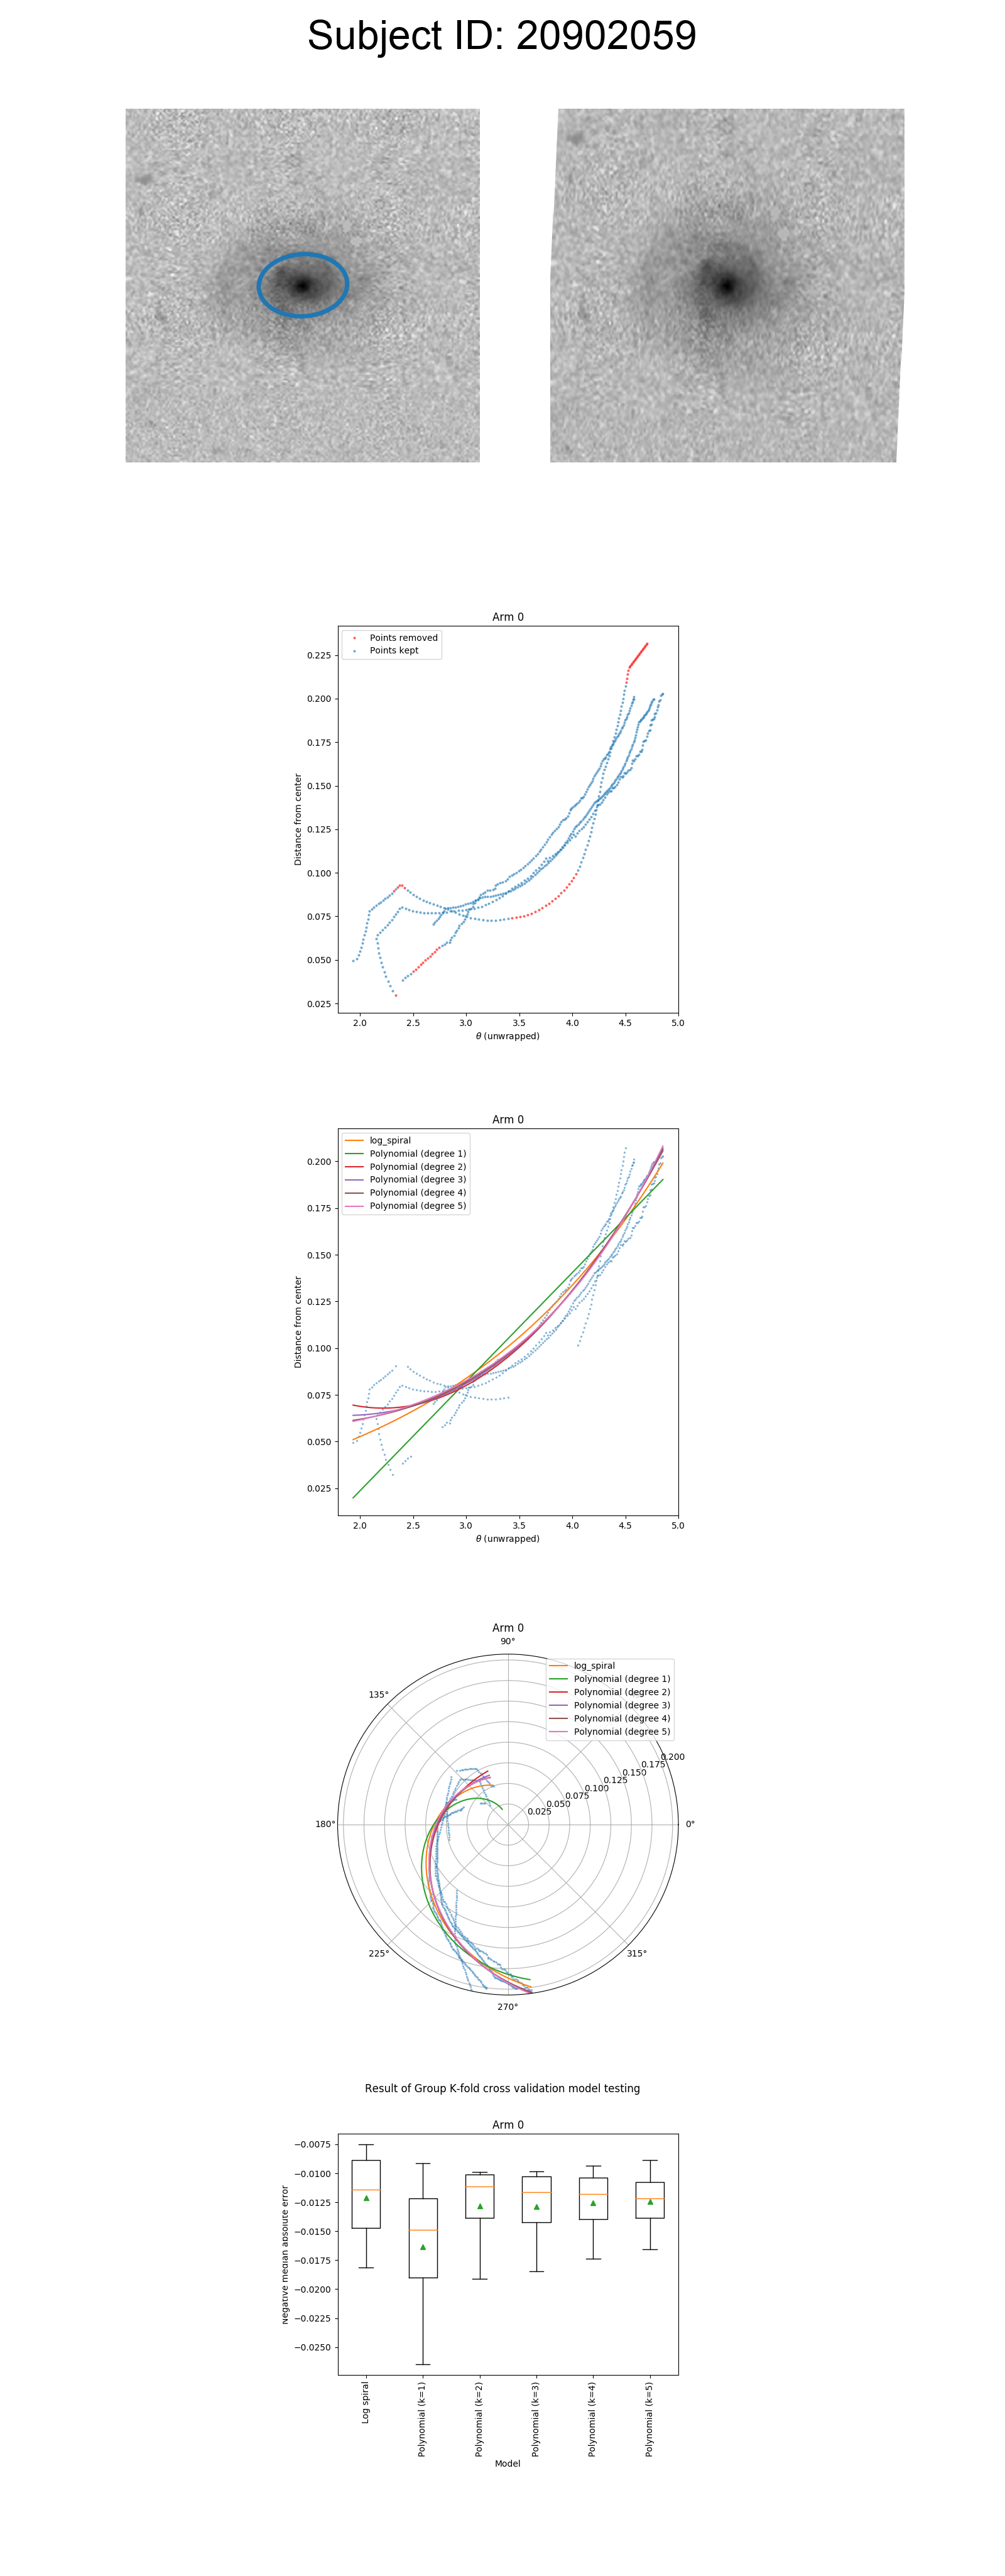 Subject ID: 20902059
Arm 0
Points removed
Points kept
0.225
0.200
0.175
0.150
0.125
0.100
0.075
0.050
0.025
Distance from center
2.0 2.5 3.0 3.5 4.0 4.5 5.0
θ (unwrapped)
Arm 0
log_spiral
Polynomial (degree 1)
Polynomial (degree 2)
Polynomial (degree 3)
Polynomial (degree 4)
Polynomial (degree 5)
0.200
0.175
0.150
0.125
0.100
0.075
0.050
0.025
Distance from center
2.0 2.5 3.0 3.5 4.0 4.5 5.0
θ (unwrapped)
Arm 0
90°
log_spiral
Polynomial (degree 1)
Polynomial (degree 2)
Polynomial (degree 3)
Polynomial (degree 4)
Polynomial (degree 5)
135°
0.200
0.175
0.150
0.125
0.100
0.075
0.050
0.025
180°
0°
225°
315°
270°
Result of Group K-fold cross validation model testing
Arm 0
−0.0075
−0.0100
−0.0125
−0.0150
−0.0175
−0.0200
−0.0225
−0.0250
Negative median absolute error
Log spiral
Polynomial (k=1)
Polynomial (k=2)
Polynomial (k=3)
Polynomial (k=4)
Polynomial (k=5)
Model